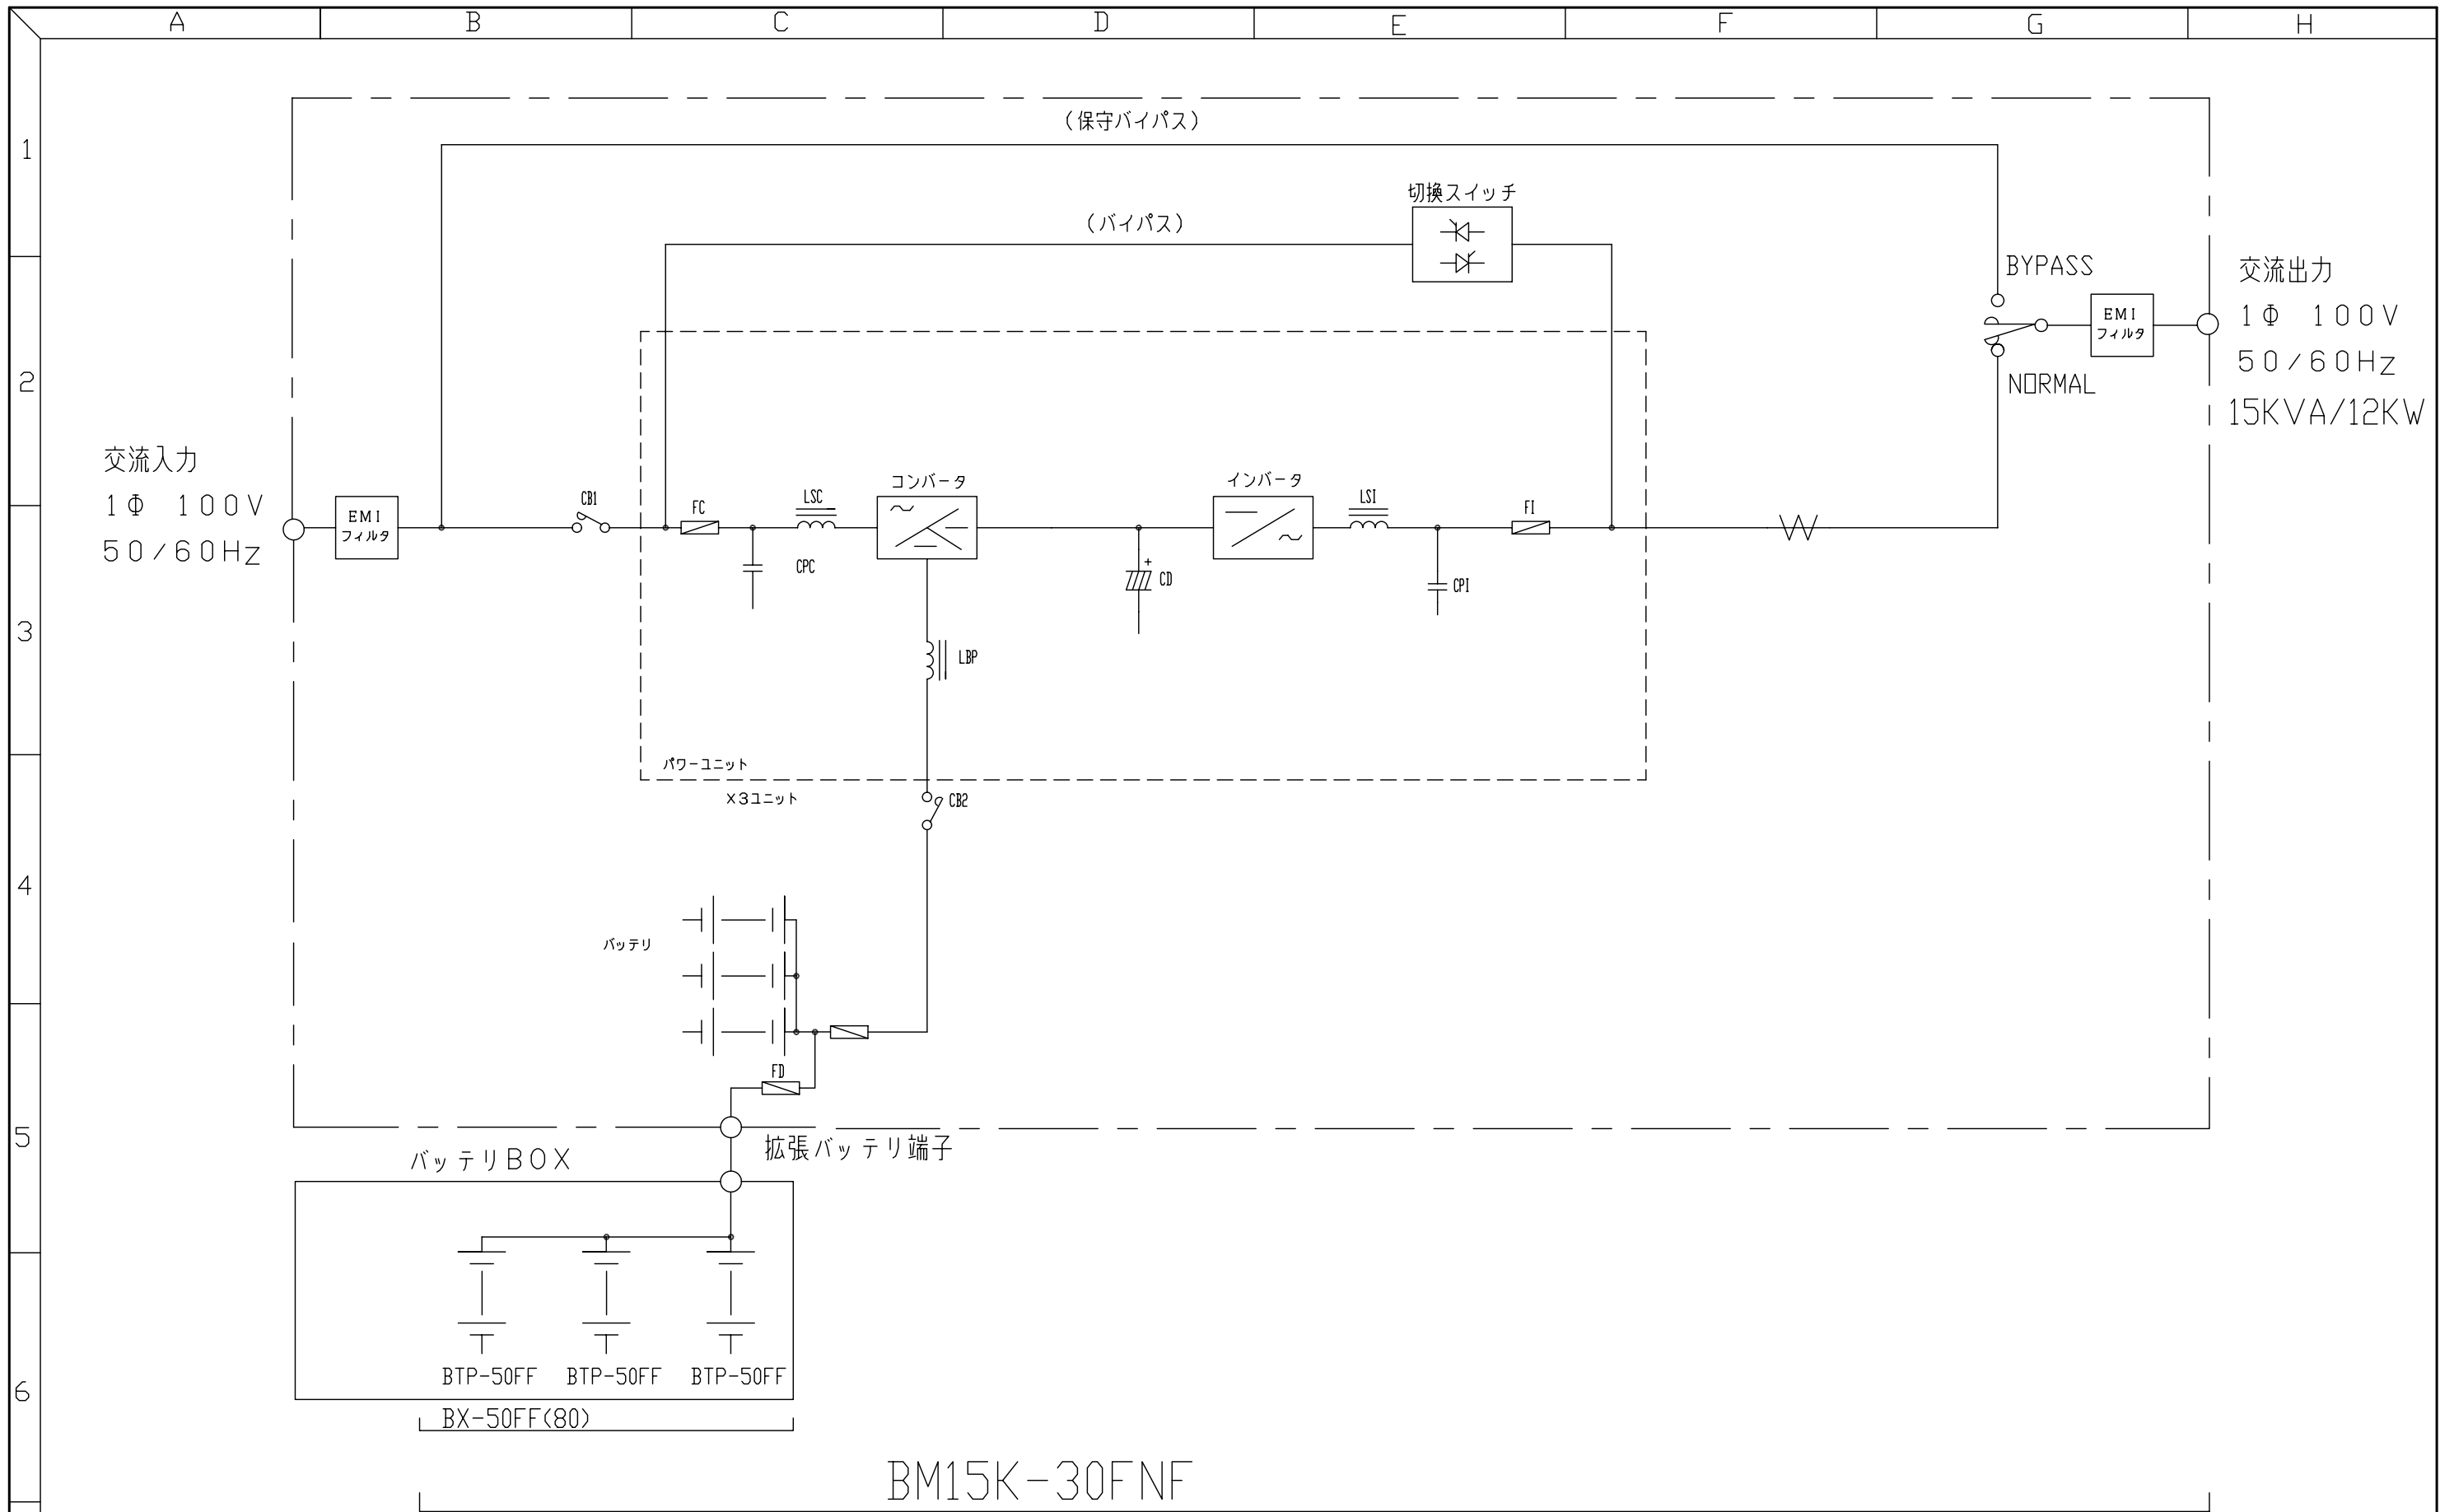 A B C D E F G H
1
(保守バイパス)
切換スイッチ
(バイパス)
BYPASS
交流出力
1Φ 100V
50/60Hz
15KVA/12KW
EMI
フィルタ
NORMAL
2
交流入力
1Φ 100V
50/60Hz
EMI
フィルタ
CB1
FC
LSC
コンバータ
インバータ
LSI
FI
CPC
CD
+
CPI
3
LBP
パワーユニット
×3ユニット
CB2
4
バッテリ
FD
5
拡張バッテリ端子
バッテリBOX
BTP-50FF BTP-50FF BTP-50FF
6
BX-50FF(80)
BM15K-30FNF